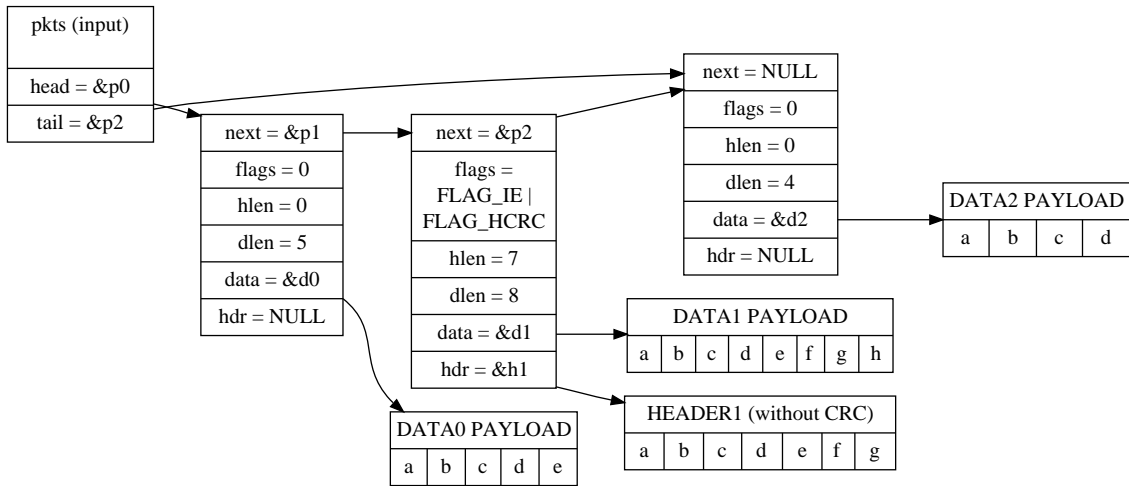 pkts (input)
head = &p0
tail = &p2
next = &p1
flags = 0
hlen = 0
dlen = 5
data = &d0
hdr = NULL
next = &p2
flags =
FLAG_IE |
FLAG_HCRC
hlen = 7
dlen = 8
data = &d1
hdr = &h1
next = NULL
flags = 0
hlen = 0
dlen = 4
data = &d2
hdr = NULL
DATA2 PAYLOAD
a b c d
DATA1 PAYLOAD
a b c d e f g h
HEADER1 (without CRC)
a b c d e f g
DATA0 PAYLOAD
a b c d e